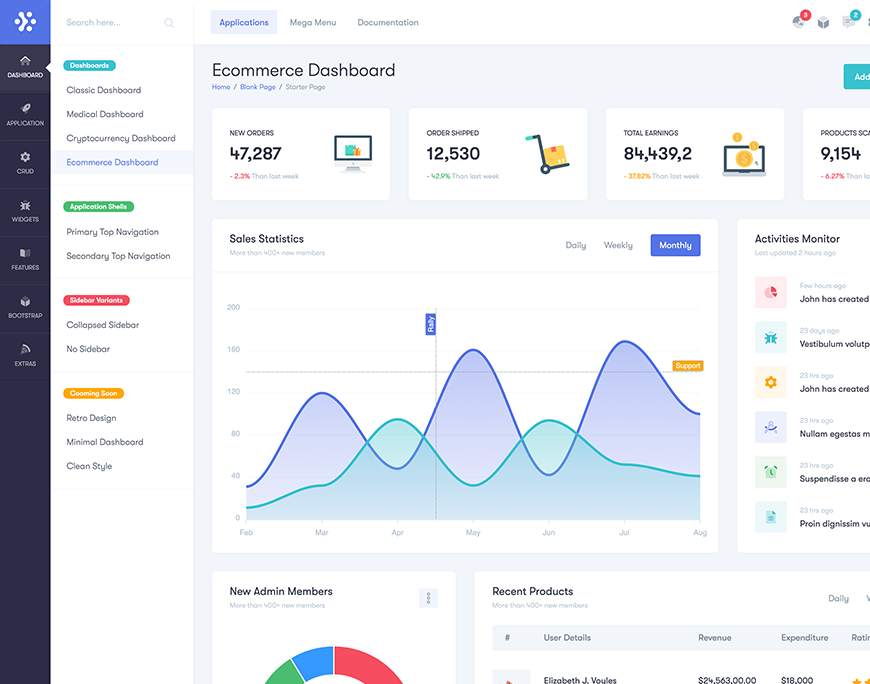 Search here...
Applications Mega Menu Documentation
3
2
DASHBOARD
APPLICATION
CRUD
WIDGETS
FEATURES
BOOTSTRAP
EXTRAS
Dashboards
Classic Dashboard
Medical Dashboard
Cryptocurrency Dashboard
Ecommerce Dashboard
Application Shells
Primary Top Navigation
Secondary Top Navigation
Sidebar Variants
Collapsed Sidebar
No Sidebar
Cooming Soon
Retro Design
Minimal Dashboard
Clean Style
Ecommerce Dashboard
Home / Blank Page / Starter Page
Add
NEW ORDERS
47,287
- 2.3% Than last week
ORDER SHIPPED
12,530
- 42.9% Than last week
TOTAL EARNINGS
84,439,2
- 37.82% Than last week
PRODUCTS SCA
9,154
- 6.27% Than la
Sales Statistics
More than 400+ new members
Daily Weekly Monthly
200
160
120
80
40
0
Rally
Support
Feb Mar Apr May Jun Jul Aug
Activities Monitor
Last updated 2 hours ago
Few hours ago
John has created
23 days ago
Vestibulum volutp
23 hrs ago
John has created
23 hrs ago
Nullam egestas m
23 hrs ago
Suspendisse a ero
23 hrs ago
Proin dignissim vu
New Admin Members
More than 400+ new members
Recent Products
More than 400+ new members
Daily
# User Details Revenue Expenditure Ratin
Elizabeth J. Voules $24,563,00.00 $18,000